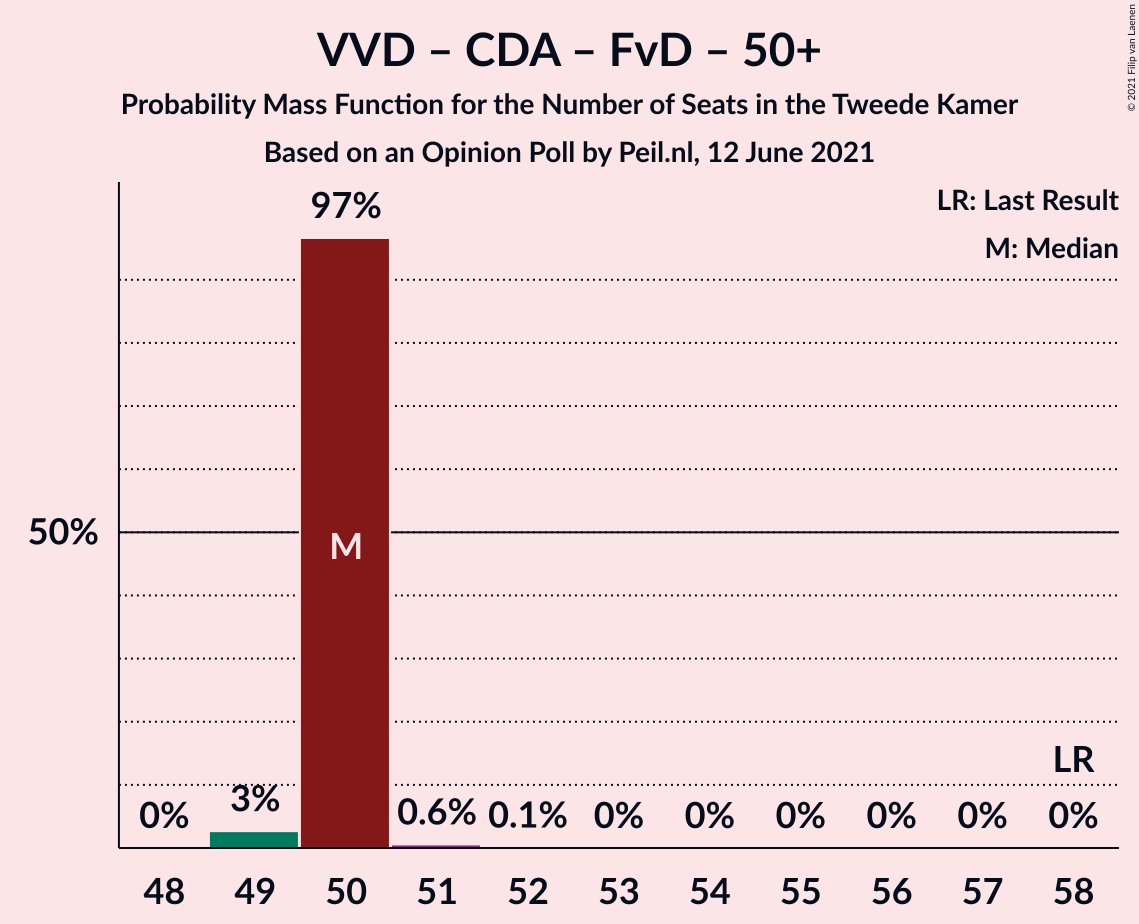 VVD – CDA – FvD – 50+
Probability Mass Function for the Number of Seats in the Tweede Kamer
Based on an Opinion Poll by Peil.nl, 12 June 2021
© 2021 Filip van Laenen
LR: Last Result
M: Median
97%
50%
M
LR
0% 3% 0.6% 0.1% 0% 0% 0% 0% 0% 0%
48 49 50 51 52 53 54 55 56 57 58